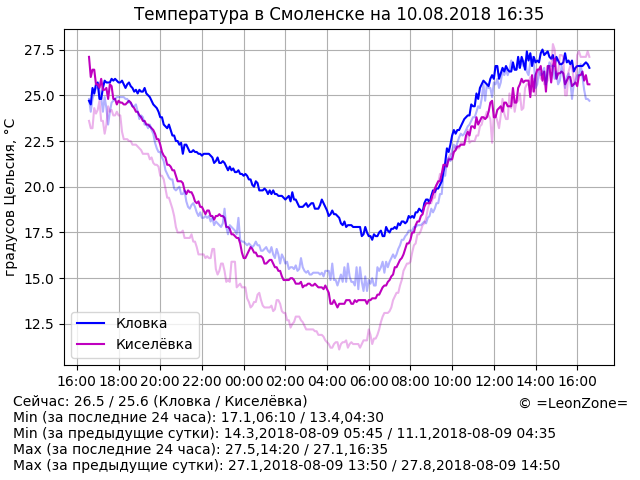 Температура в Смоленске на 10.08.2018 16:35
градусов Цельсия, °C
27.5
25.0
22.5
20.0
17.5
15.0
12.5
Кловка
Киселёвка
16:00 18:00 20:00 22:00 00:00 02:00 04:00 06:00 08:00 10:00 12:00 14:00 16:00
Сейчас: 26.5 / 25.6 (Кловка / Киселёвка)
© =LeonZone=
Min (за последние 24 часа): 17.1,06:10 / 13.4,04:30
Min (за предыдущие сутки): 14.3,2018-08-09 05:45 / 11.1,2018-08-09 04:35
Max (за последние 24 часа): 27.5,14:20 / 27.1,16:35
Max (за предыдущие сутки): 27.1,2018-08-09 13:50 / 27.8,2018-08-09 14:50